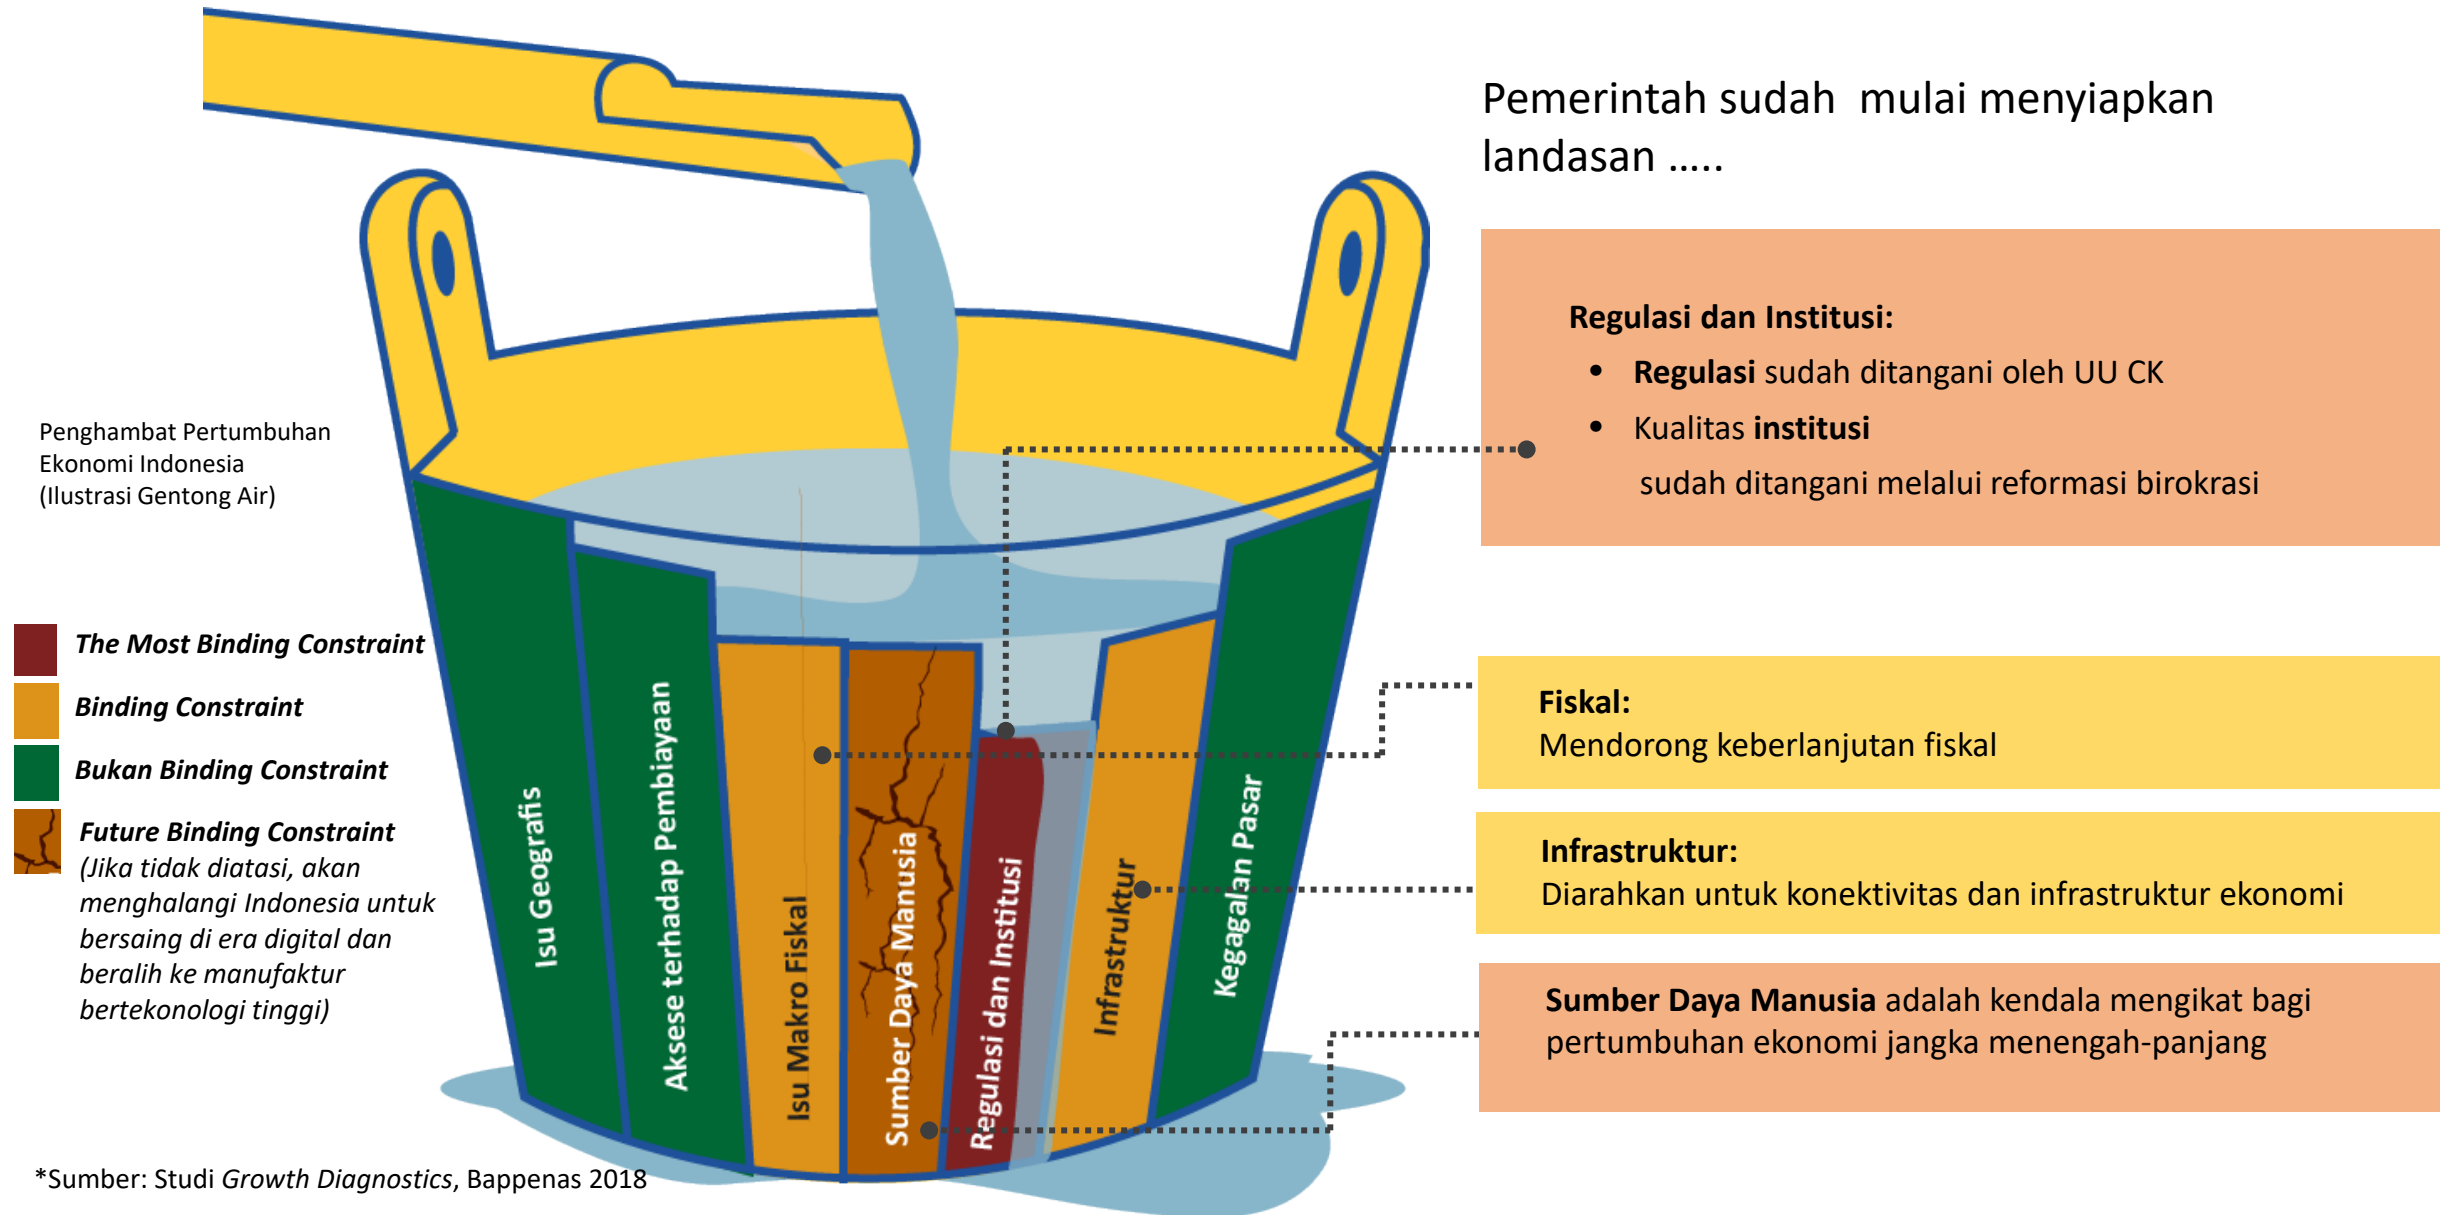 Pemerintah sudah mulai menyiapkan
landasan …..
Penghambat Pertumbuhan
Ekonomi Indonesia
(Ilustrasi Gentong Air)
The Most Binding Constraint
Binding Constraint
Bukan Binding Constraint
Future Binding Constraint
(Jika tidak diatasi, akan
menghalangi Indonesia untuk
bersaing di era digital dan
beralih ke manufaktur
bertekonologi tinggi)
Isu Geografis
Aksese terhadap Pembiayaan
Isu Makro Fiskal
Sumber Daya Manusia
Regulasi dan Institusi
Infrastruktur
Kegagalan Pasar
Regulasi dan Institusi:
• Regulasi sudah ditangani oleh UU CK
• Kualitas institusi
sudah ditangani melalui reformasi birokrasi
Fiskal:
Mendorong keberlanjutan fiskal
Infrastruktur:
Diarahkan untuk konektivitas dan infrastruktur ekonomi
Sumber Daya Manusia adalah kendala mengikat bagi
pertumbuhan ekonomi jangka menengah-panjang
*Sumber: Studi Growth Diagnostics, Bappenas 2018